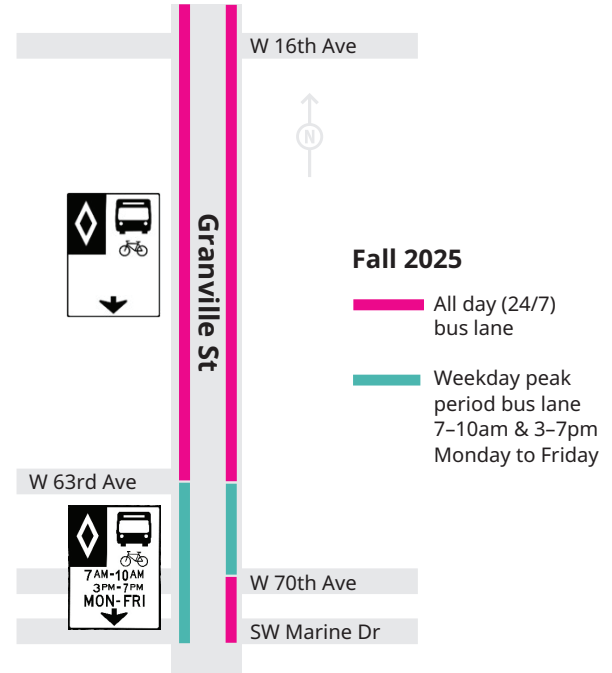 W 16th Ave
N
Granville St
Fall 2025
All day (24/7)
bus lane
Weekday peak
period bus lane
7–10am & 3–7pm
Monday to Friday
W 63rd Ave
7AM-10AM
3PM-7PM
MON-FRI
W 70th Ave
SW Marine Dr